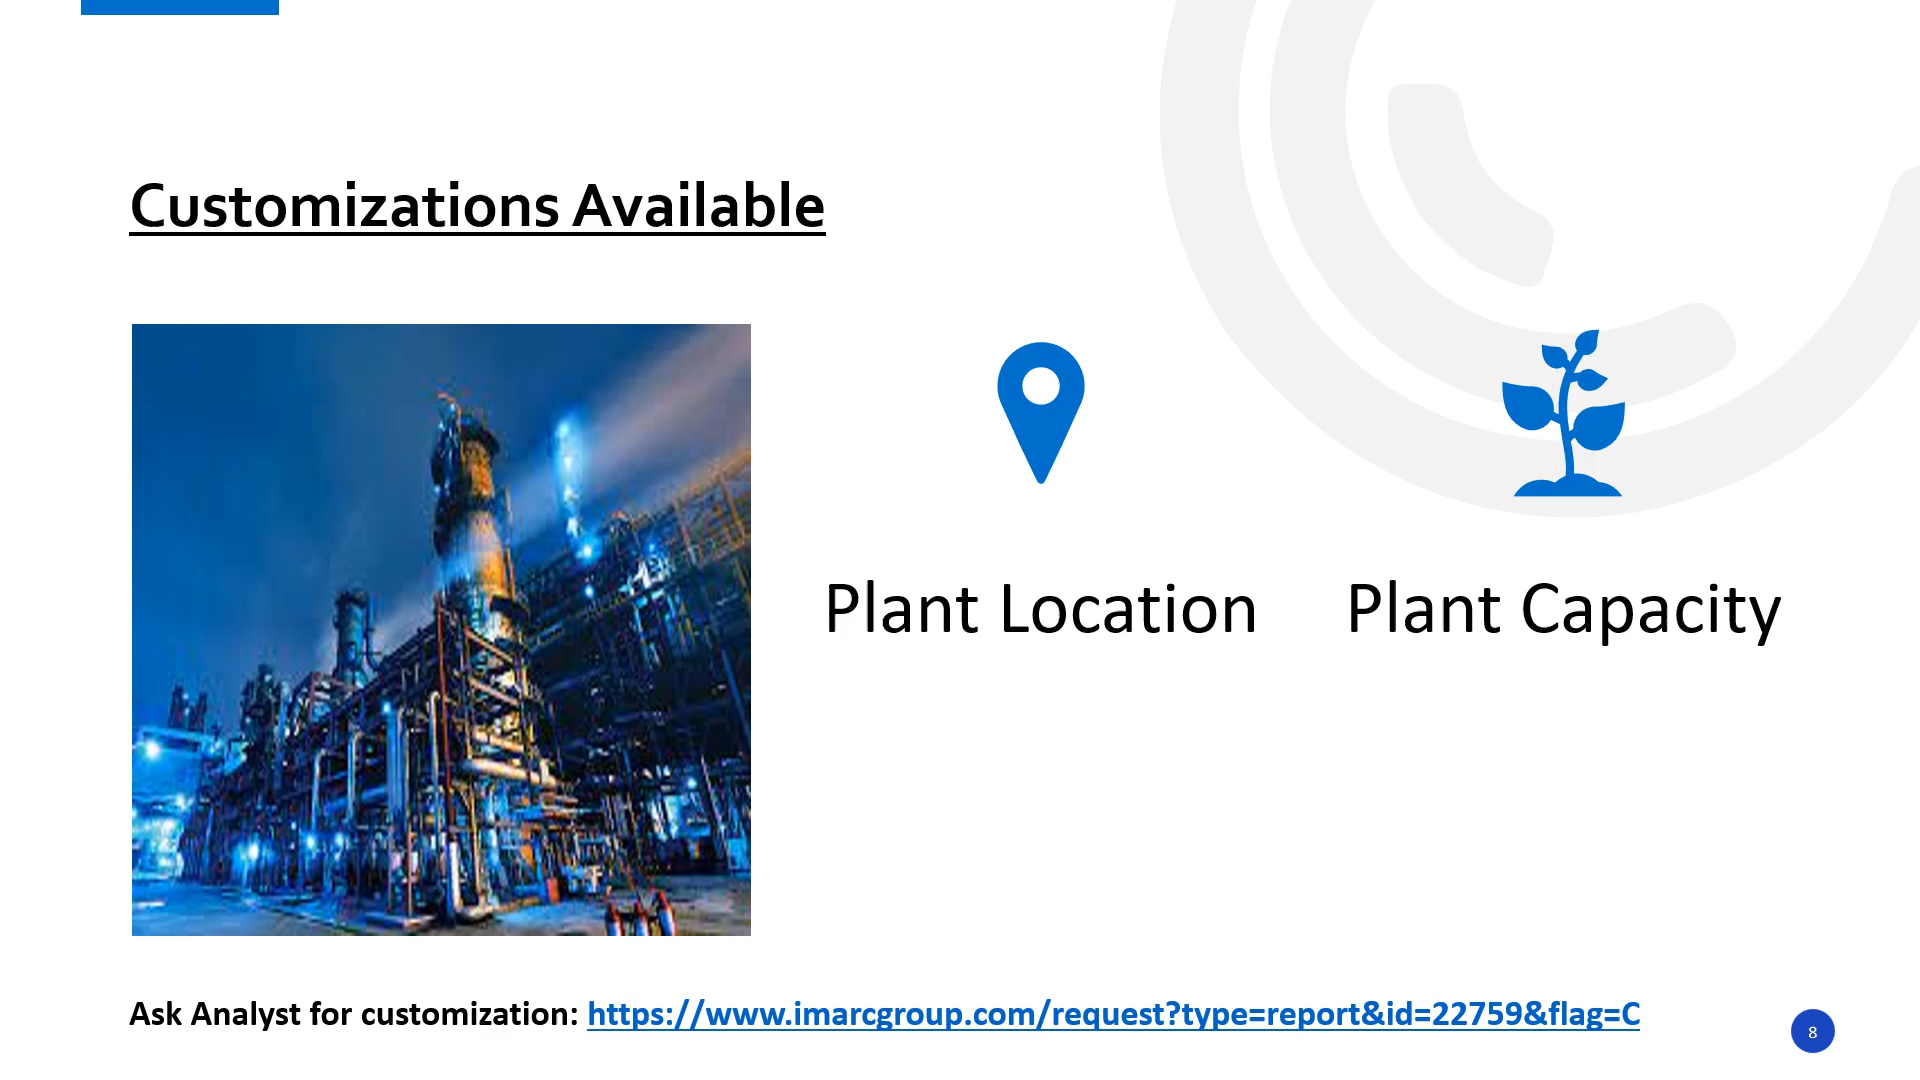 Customizations Available
Plant Location
Plant Capacity
Ask Analyst for customization: https://www.imarcgroup.com/request?type=report&id=22759&flag=C
8